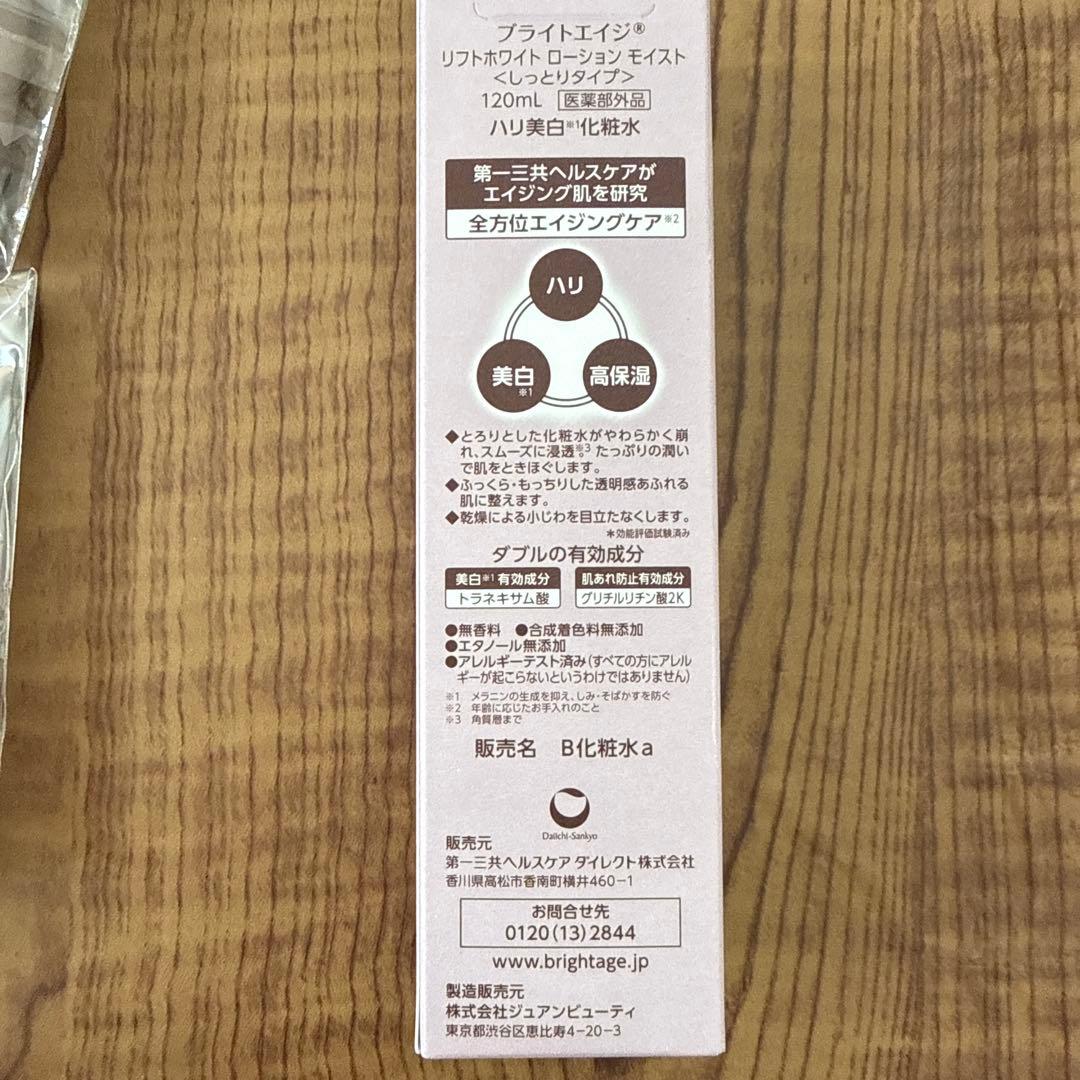 ブライトエイジ®
リフトホワイト ローション モイスト
<しっとりタイプ>
120mL 医薬部外品
ハリ美白※1化粧水
第一三共ヘルスケアが
エイジング肌を研究
全方位エイジングケア※2
ハリ
美白※1
高保湿
◆とろりとした化粧水がやわらかく崩
れ、スムーズに浸透※3。たっぷりの潤い
で肌をときほぐします。
◆ふっくら・もっちりした透明感あふれる
肌に整えます。
◆乾燥による小じわを目立たなくします。
＊効能評価試験済み
ダブルの有効成分
美白※1有効成分
トラネキサム酸
肌あれ防止有効成分
グリチルリチン酸2K
●無香料 ●合成着色料無添加
●エタノール無添加
●アレルギーテスト済み(すべての方にアレル
ギーが起こらないというわけではありません)
※1 メラニンの生成を抑え、しみ・そばかすを防ぐ
※2 年齢に応じたお手入れのこと
※3 角質層まで
販売名 B化粧水a
Daiichi-Sankyo
販売元
第一三共ヘルスケア ダイレクト株式会社
香川県高松市香南町横井460-1
お問合せ先
0120(13)2844
www.brightage.jp
製造販売元
株式会社ジュアンビューティ
東京都渋谷区恵比寿4-20-3